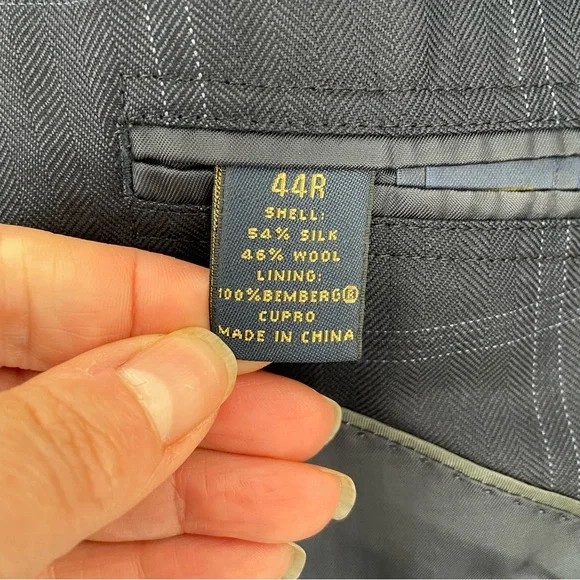 44R
SHELL:
54% SILK
46% WOOL
LINING:
100%BEMBERG®
CUPRO
MADE IN CHINA